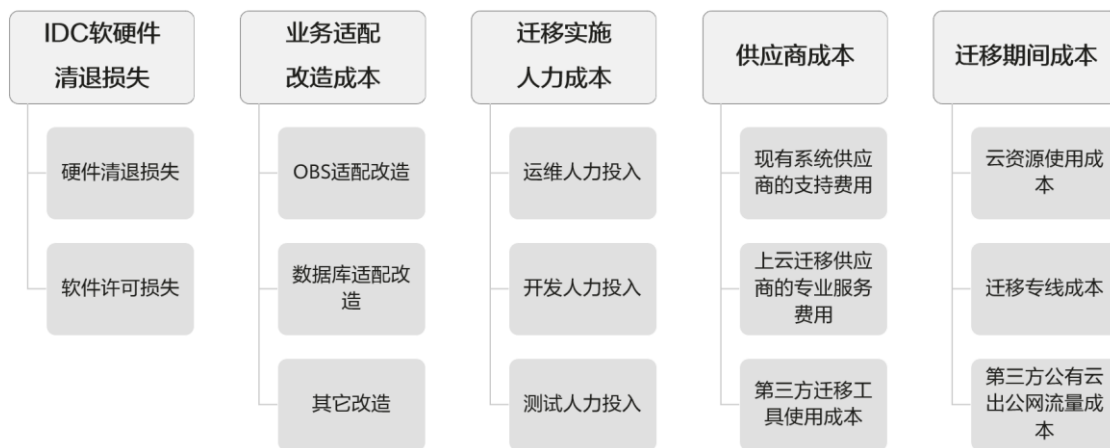 IDC软硬件
清退损失
硬件清退损失
软件许可损失
业务适配
改造成本
OBS适配改造
数据库适配改
造
其它改造
迁移实施
人力成本
运维人力投入
开发人力投入
测试人力投入
供应商成本
现有系统供应
商的支持费用
上云迁移供应
商的专业服务
费用
第三方迁移工
具使用成本
迁移期间成本
云资源使用成
本
迁移专线成本
第三方公有云
出公网流量成
本